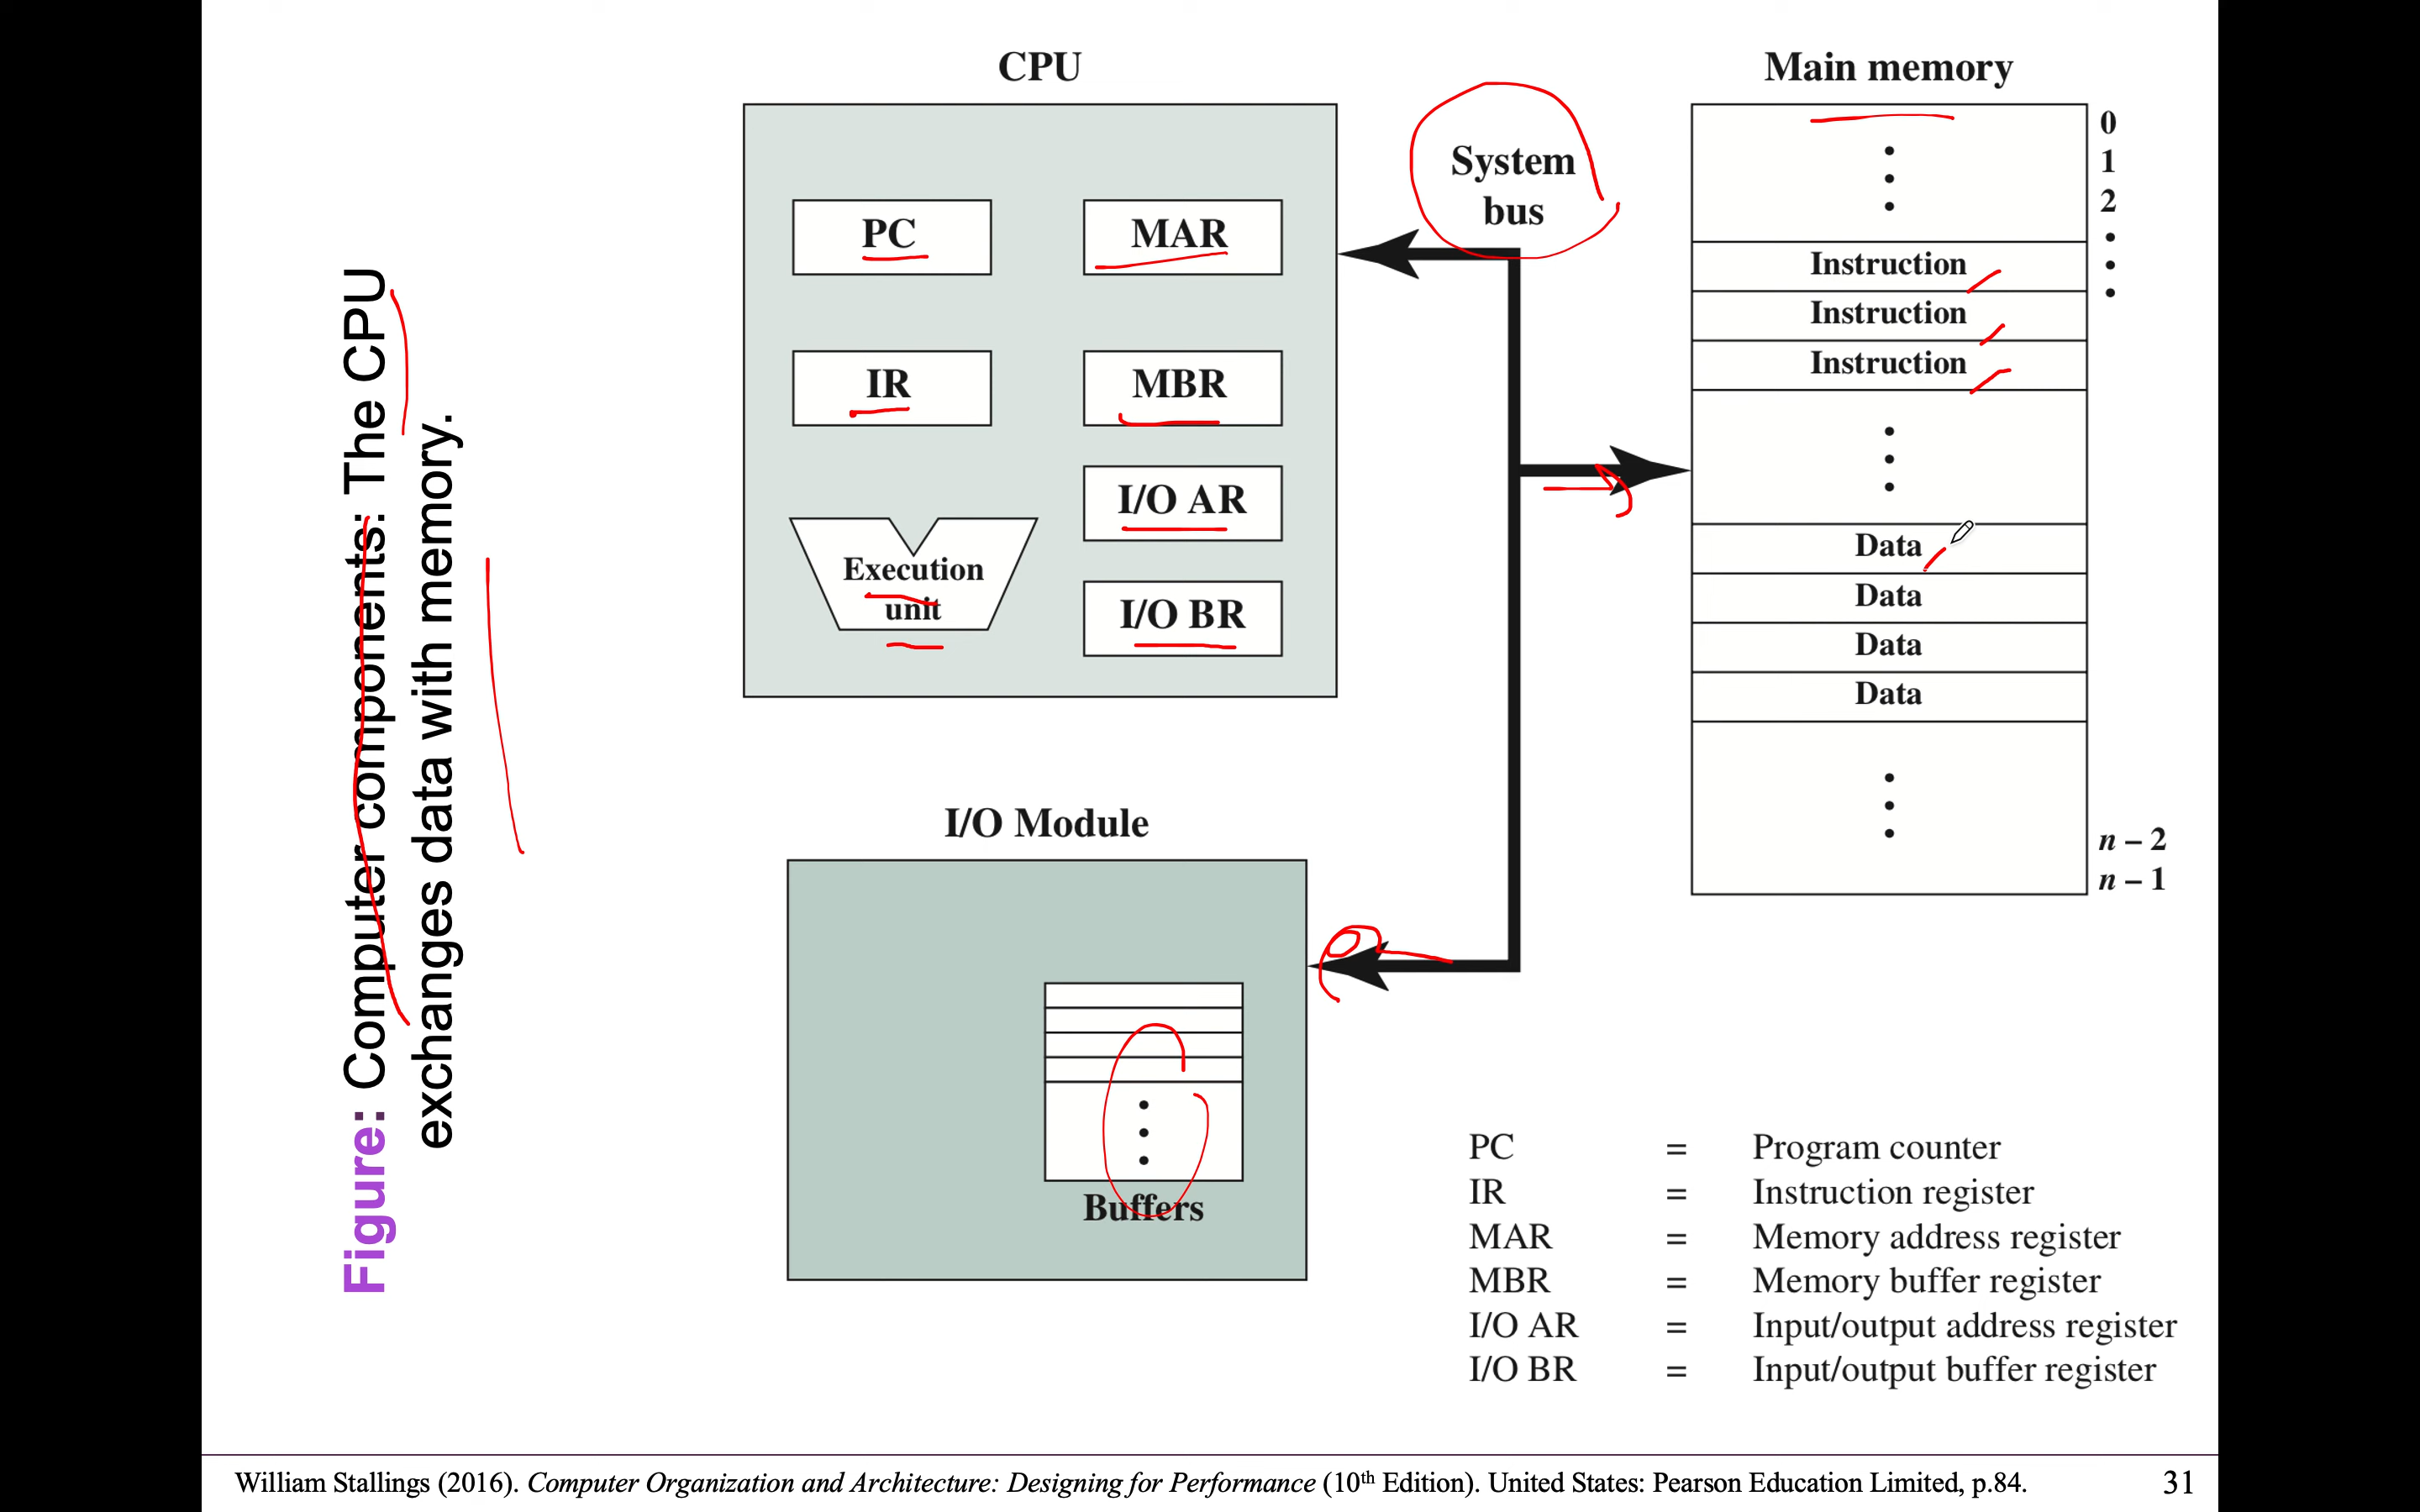 Figure: Computer components: The CPU
exchanges data with memory.
CPU
PC
MAR
IR
MBR
I/O AR
Execution
unit
I/O BR
System
bus
Main memory
0
1
2
Instruction
Instruction
Instruction
Data
Data
Data
Data
n – 2
n – 1
I/O Module
Buffers
PC = Program counter
IR = Instruction register
MAR = Memory address register
MBR = Memory buffer register
I/O AR = Input/output address register
I/O BR = Input/output buffer register
William Stallings (2016). Computer Organization and Architecture: Designing for Performance (10th Edition). United States: Pearson Education Limited, p.84.
31